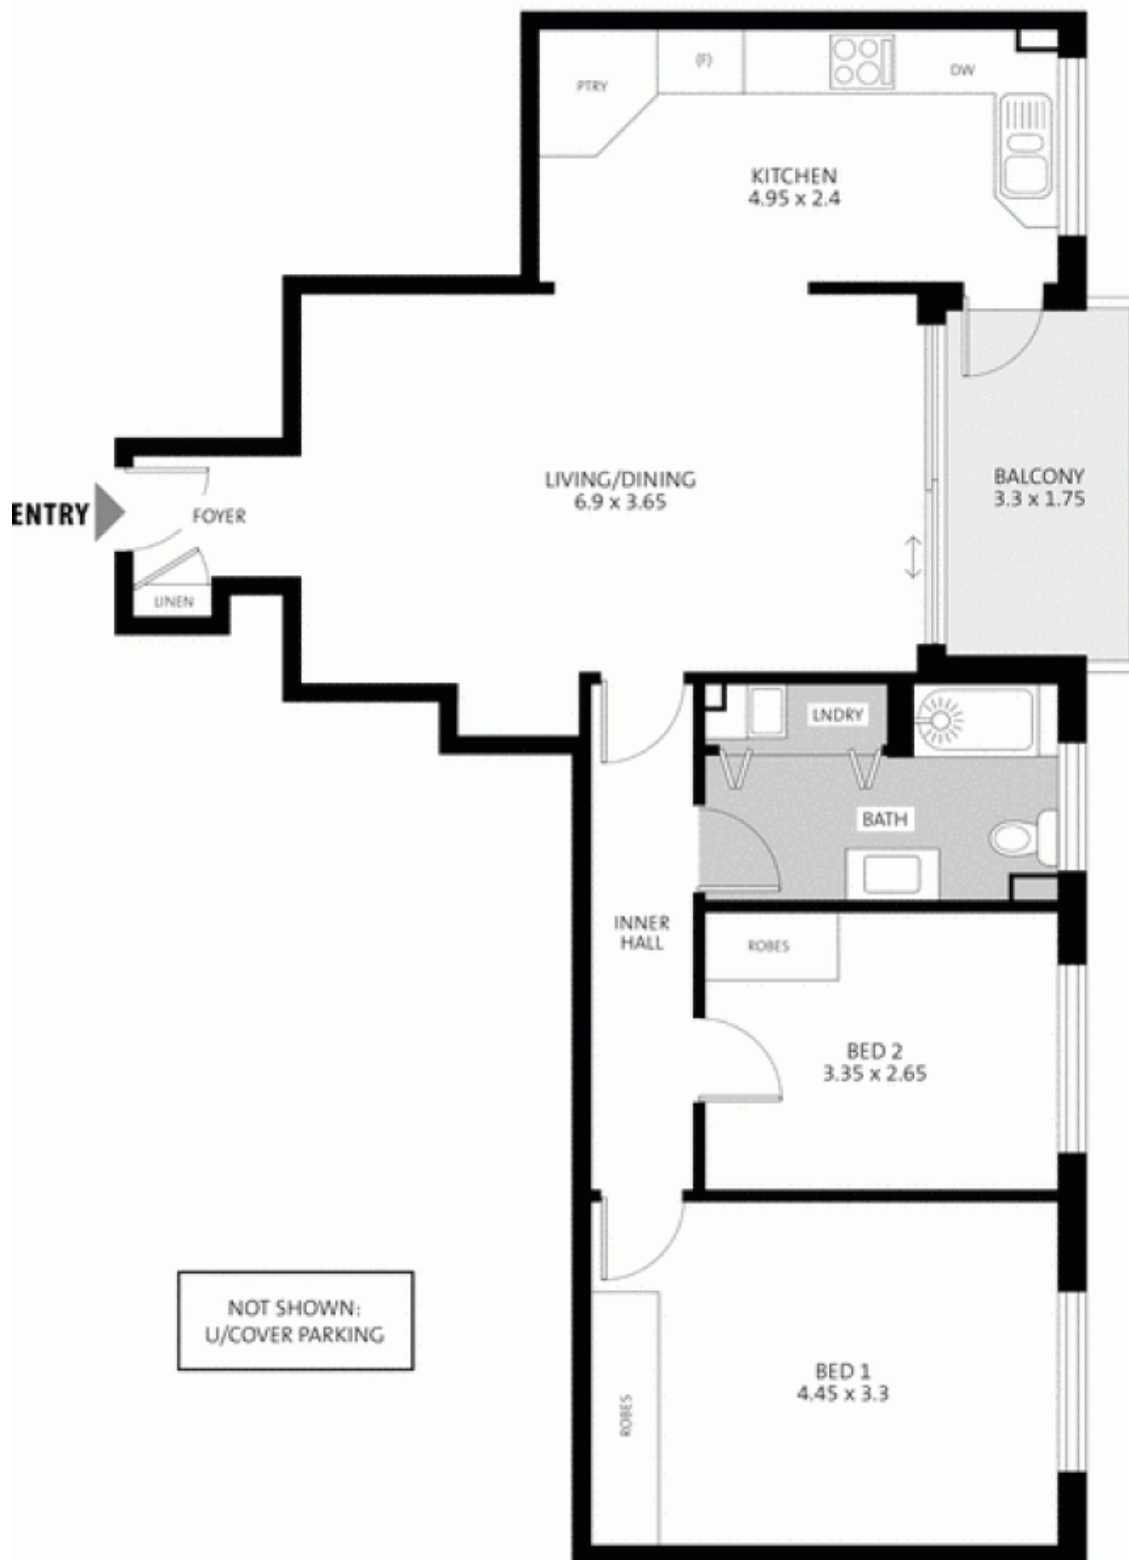 PTRY
(F)
DW
KITCHEN
4.95 x 2.4
LIVING/DINING
6.9 x 3.65
BALCONY
3.3 x 1.75
ENTRY
FOYER
LINEN
LNDRY
BATH
INNER
HALL
ROBES
BED 2
3.35 x 2.65
NOT SHOWN:
U/COVER PARKING
BED 1
4.45 x 3.3
ROBES